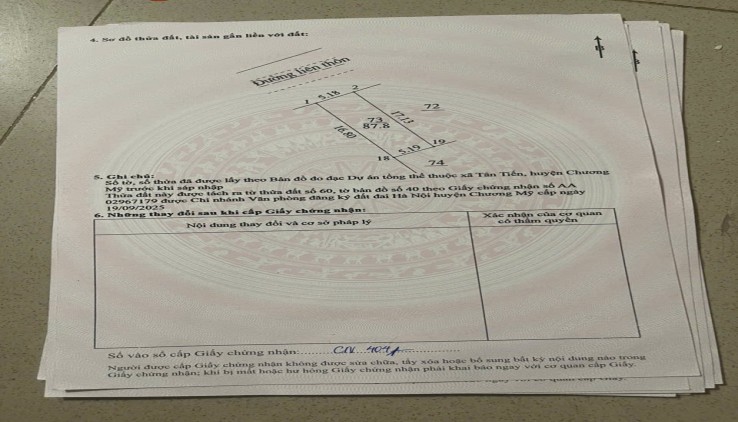 4. Sơ đồ thửa đất, tài sản gắn liền với đất:
Đường liên thôn
1 5.18 2
72
17.13
16.80
73
87.8
5.19 19
18
74
5. Ghi chú:
Số tờ, số thửa đã được lấy theo Bản đồ đo đạc Dự án tổng thể thuộc xã Tân Tiến, huyện Chương
Mỹ trước khi sáp nhập
Thửa đất này được tách ra từ thửa đất số 60, tờ bản đồ số 40 theo Giấy chứng nhận số AA
02967179 được Chi nhánh Văn phòng đăng ký đất đai Hà Nội huyện Chương Mỹ cấp ngày
19/09/2025
6. Những thay đổi sau khi cấp Giấy chứng nhận:
Nội dung thay đổi và cơ sở pháp lý
Xác nhận của cơ quan
có thẩm quyền
Số vào sổ cấp Giấy chứng nhận: CN
Người được cấp Giấy chứng nhận không được sửa chữa, tẩy xóa hoặc bổ sung bất kỳ nội dung nào trong
Giấy chứng nhận; khi bị mất hoặc hư hỏng Giấy chứng nhận phải khai báo ngay với cơ quan cấp Giấy.